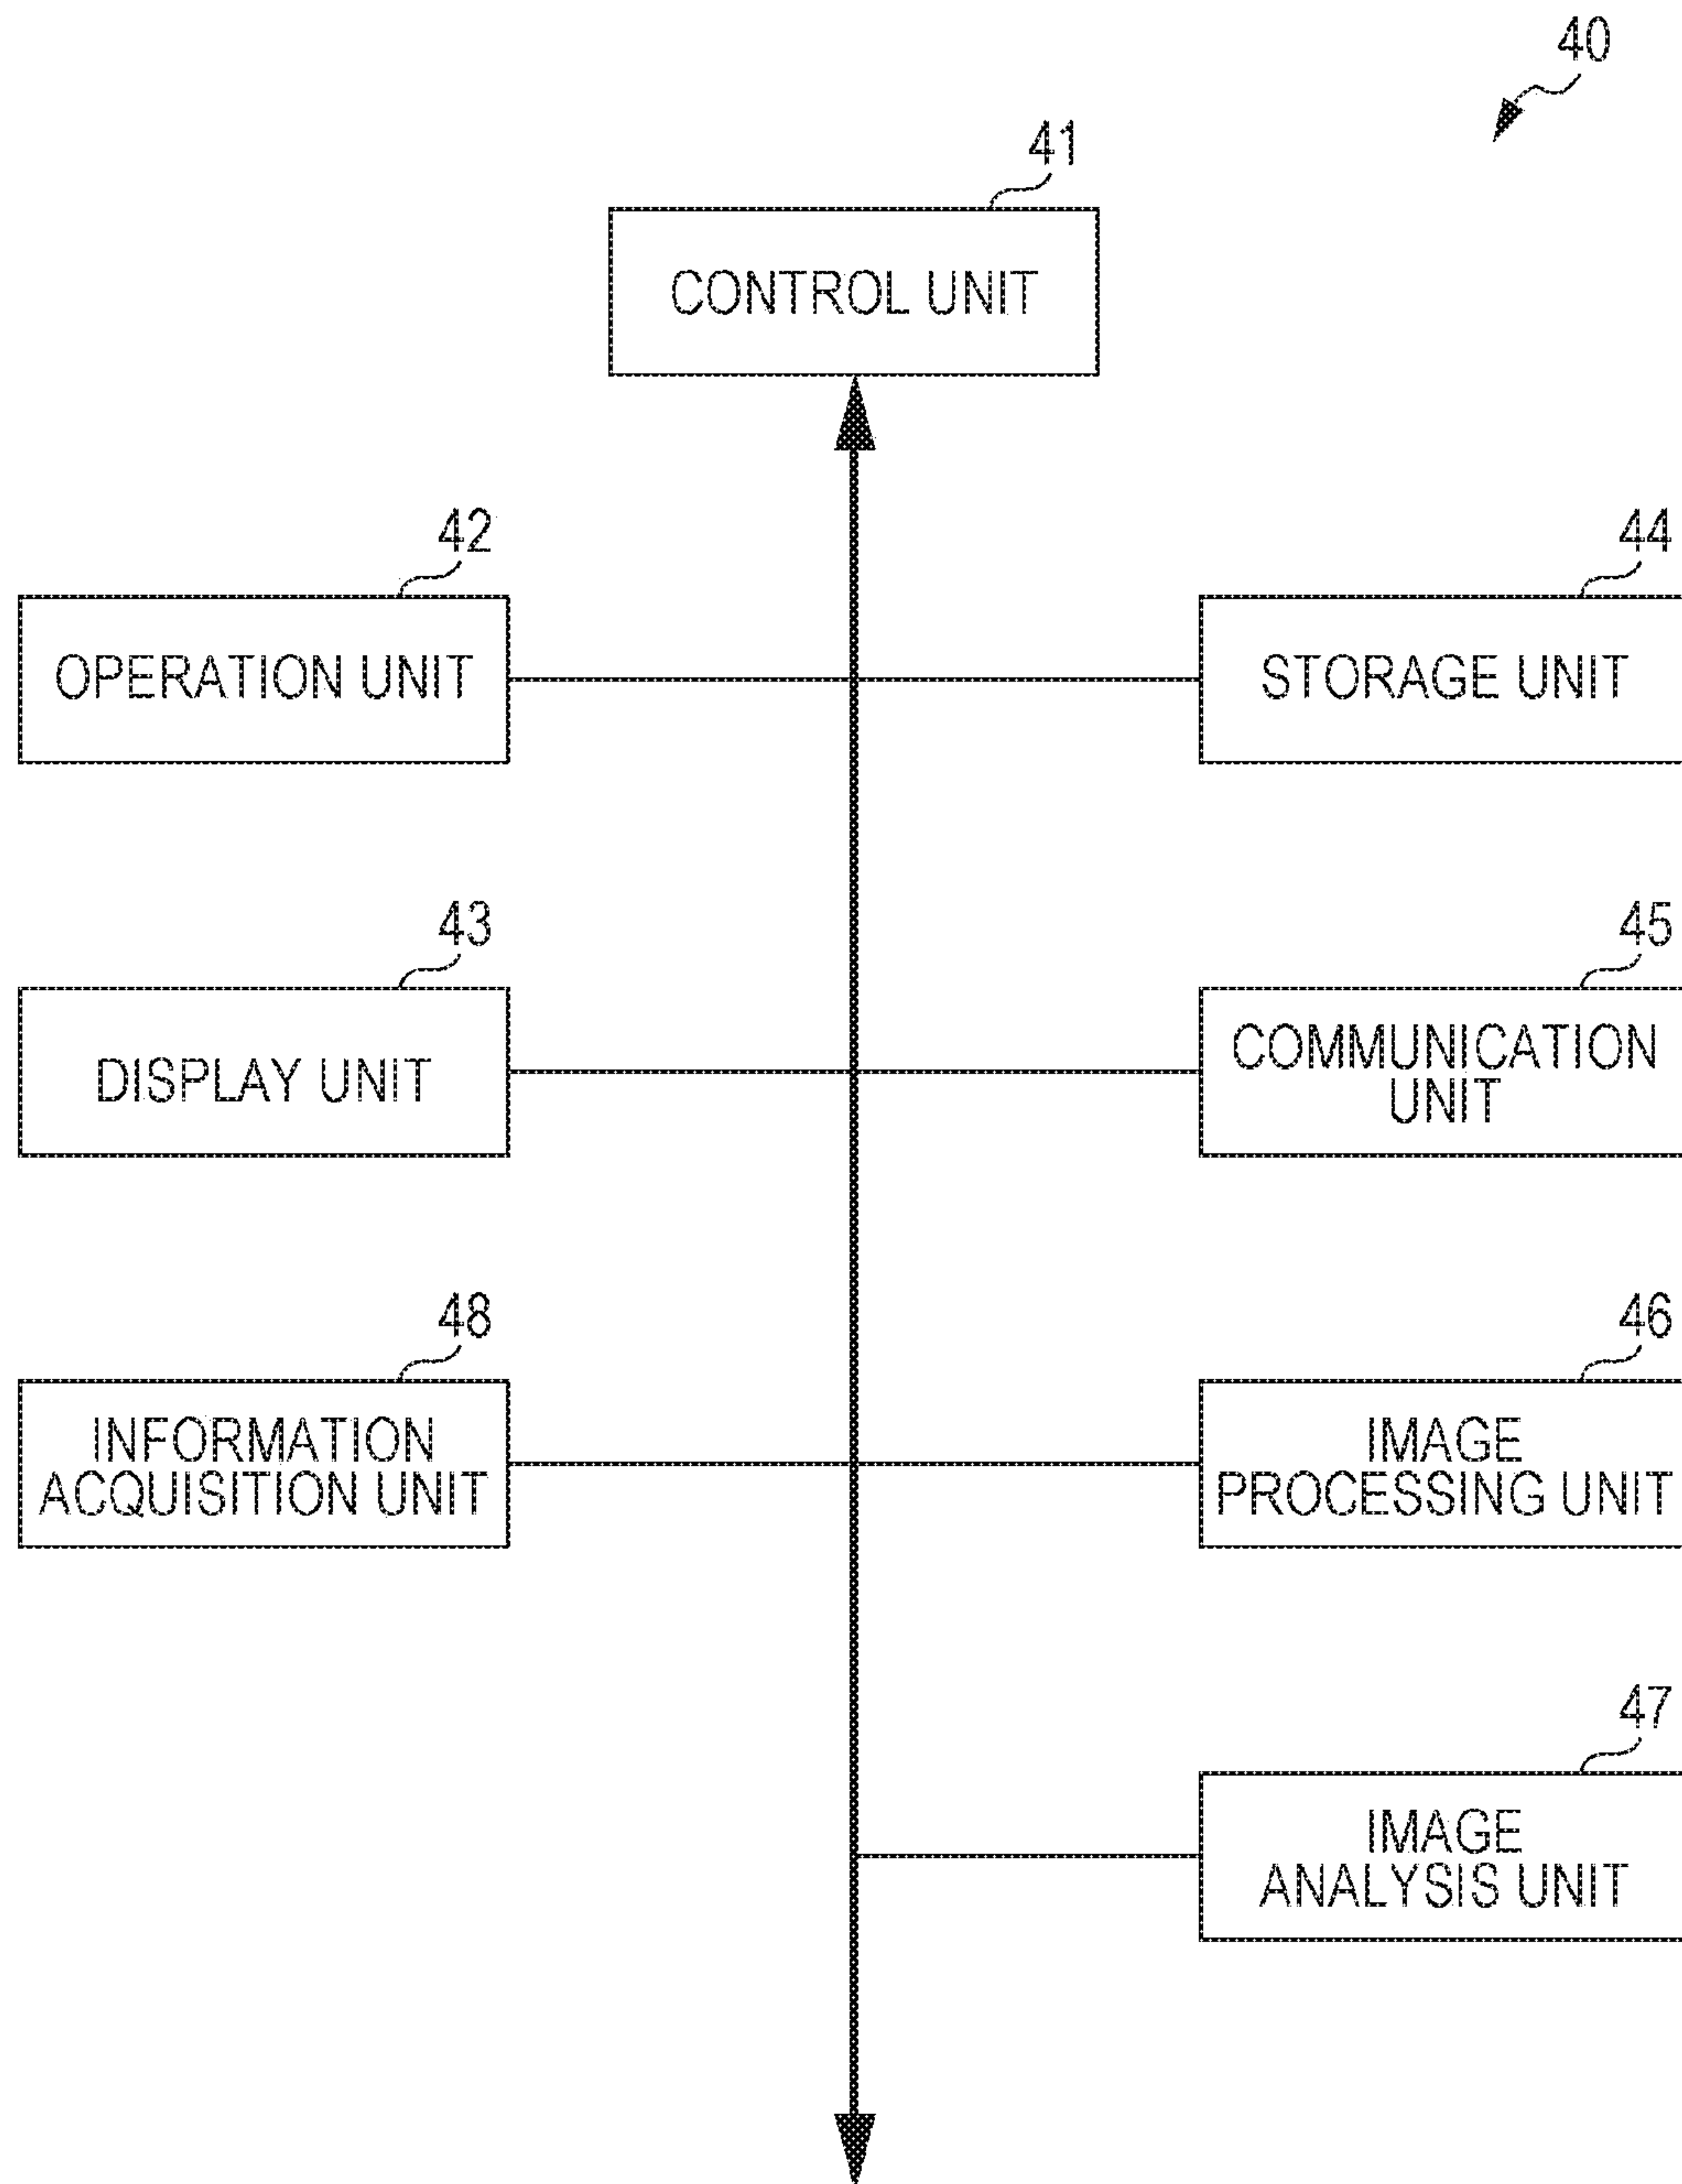 40
41
CONTROL UNIT
42
OPERATION UNIT
44
STORAGE UNIT
43
DISPLAY UNIT
45
COMMUNICATION
UNIT
48
INFORMATION
ACQUISITION UNIT
46
IMAGE
PROCESSING UNIT
47
IMAGE
ANALYSIS UNIT